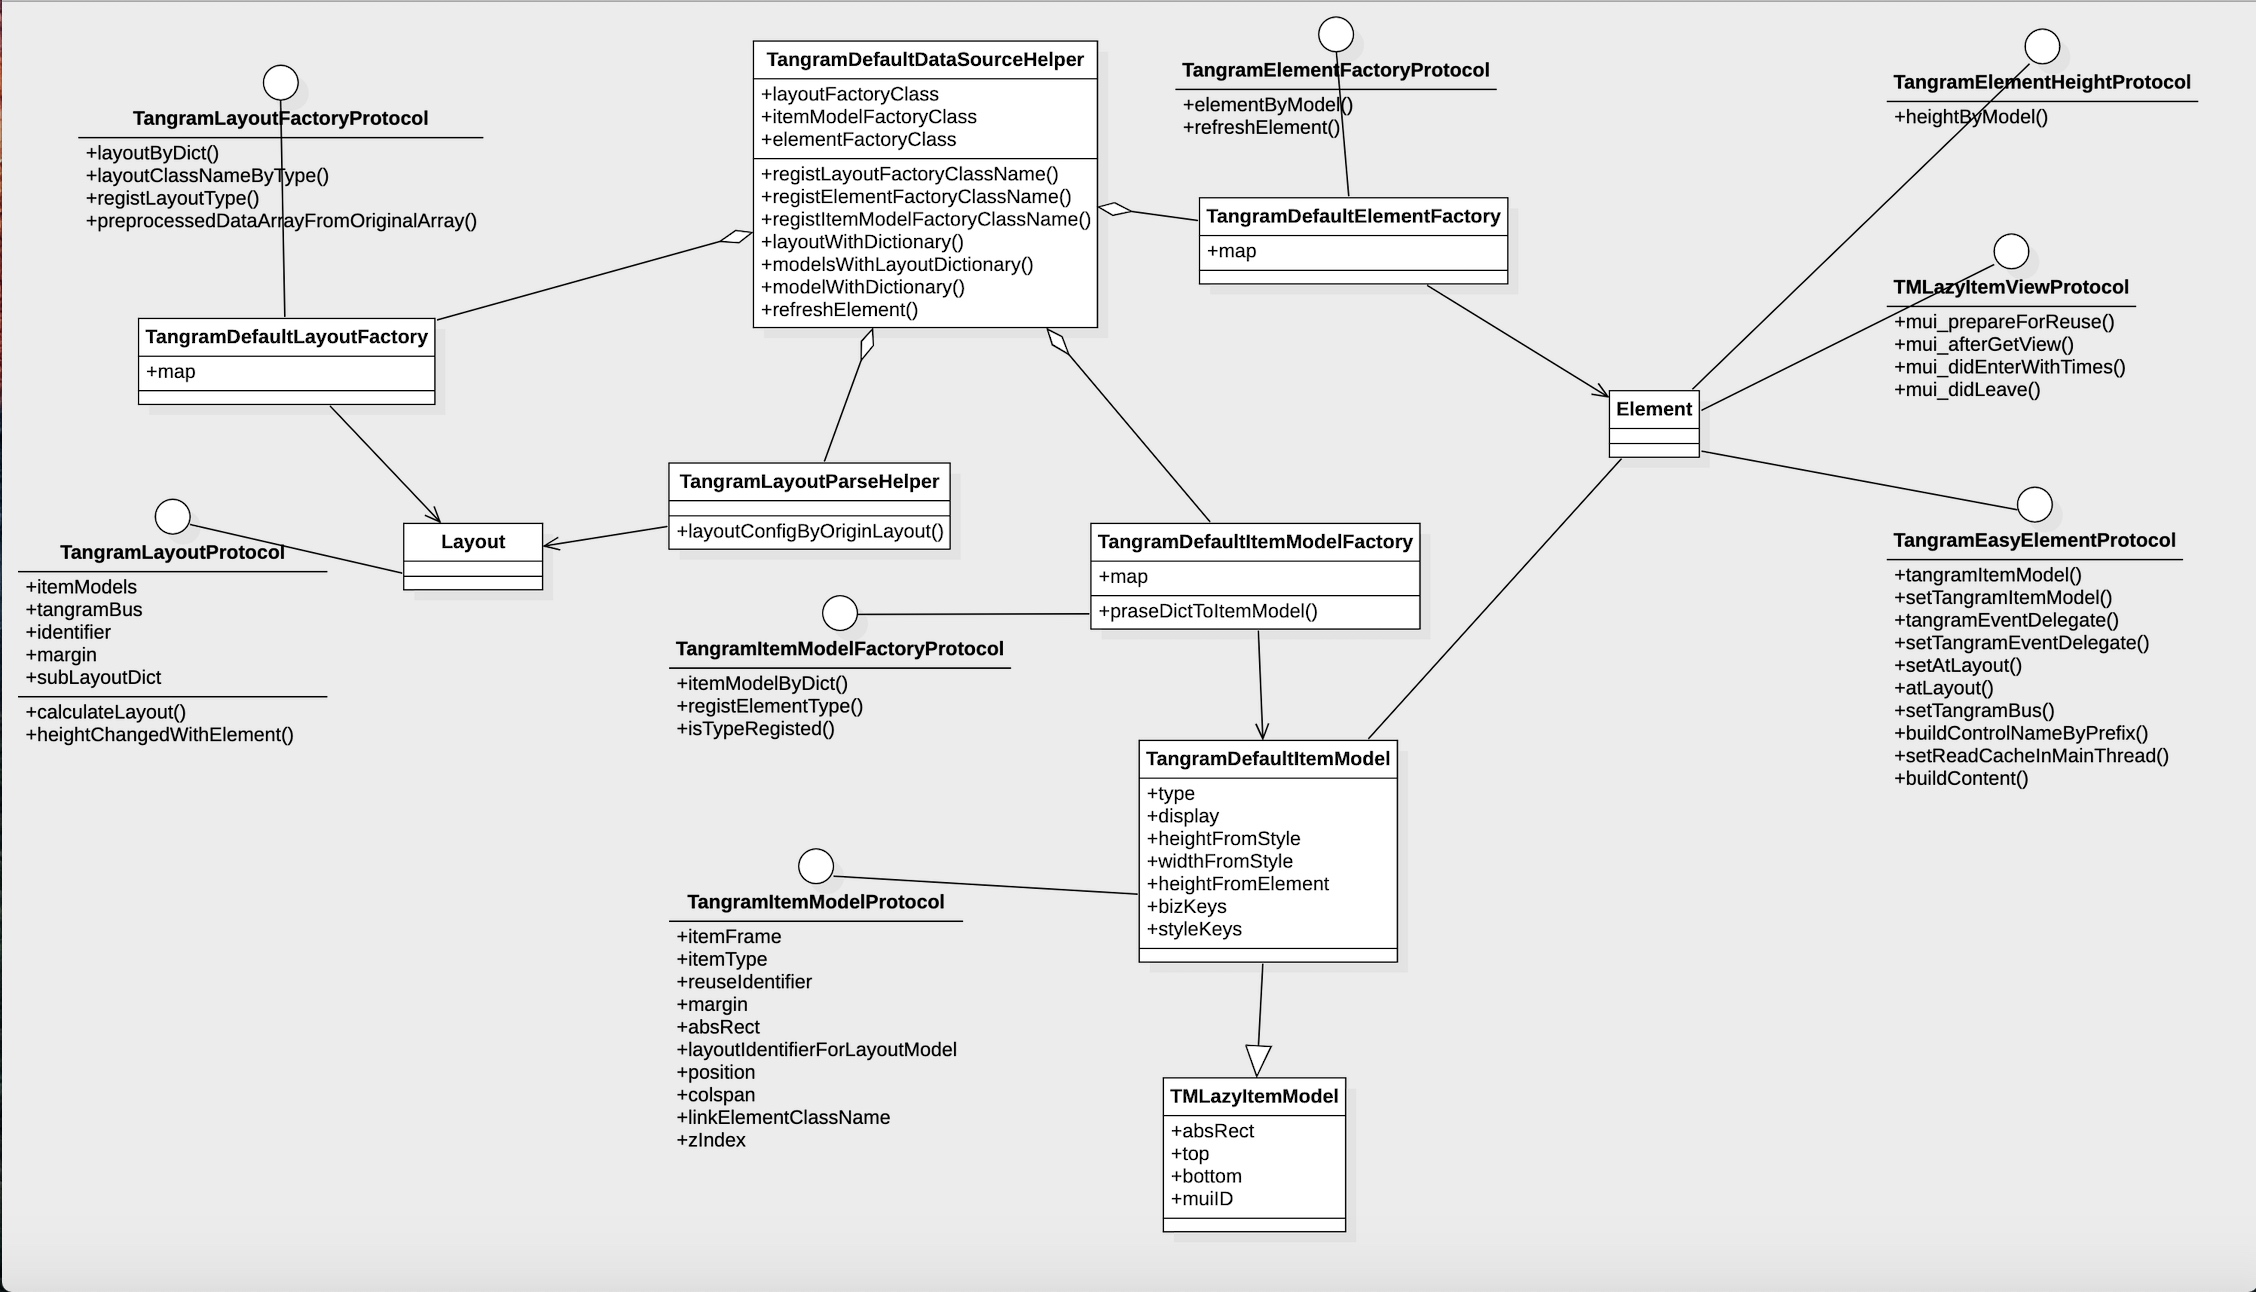 TangramLayoutFactoryProtocol
+layoutByDict()
+layoutClassNameByType()
+registLayoutType()
+preprocessedDataArrayFromOriginalArray()
TangramDefaultDataSourceHelper
+layoutFactoryClass
+itemModelFactoryClass
+elementFactoryClass
+registLayoutFactoryClassName()
+registElementFactoryClassName()
+registItemModelFactoryClassName()
+layoutWithDictionary()
+modelsWithLayoutDictionary()
+modelWithDictionary()
+refreshElement()
TangramElementFactoryProtocol
+elementByModel()
+refreshElement()
TangramElementHeightProtocol
+heightByModel()
TangramDefaultElementFactory
+map
TMLazyItemViewProtocol
+mui_prepareForReuse()
+mui_afterGetView()
+mui_didEnterWithTimes()
+mui_didLeave()
TangramDefaultLayoutFactory
+map
Element
TangramLayoutParseHelper
+layoutConfigByOriginLayout()
Layout
TangramLayoutProtocol
+itemModels
+tangramBus
+identifier
+margin
+subLayoutDict
+calculateLayout()
+heightChangedWithElement()
TangramDefaultItemModelFactory
+map
+praseDictToItemModel()
TangramItemModelFactoryProtocol
+itemModelByDict()
+registElementType()
+isTypeRegisted()
TangramEasyElementProtocol
+tangramItemModel()
+setTangramItemModel()
+tangramEventDelegate()
+setTangramEventDelegate()
+setAtLayout()
+atLayout()
+setTangramBus()
+buildControlNameByPrefix()
+setReadCacheInMainThread()
+buildContent()
TangramDefaultItemModel
+type
+display
+heightFromStyle
+widthFromStyle
+heightFromElement
+bizKeys
+styleKeys
TangramItemModelProtocol
+itemFrame
+itemType
+reuseIdentifier
+margin
+absRect
+layoutIdentifierForLayoutModel
+position
+colspan
+linkElementClassName
+zIndex
TMLazyItemModel
+absRect
+top
+bottom
+muiID